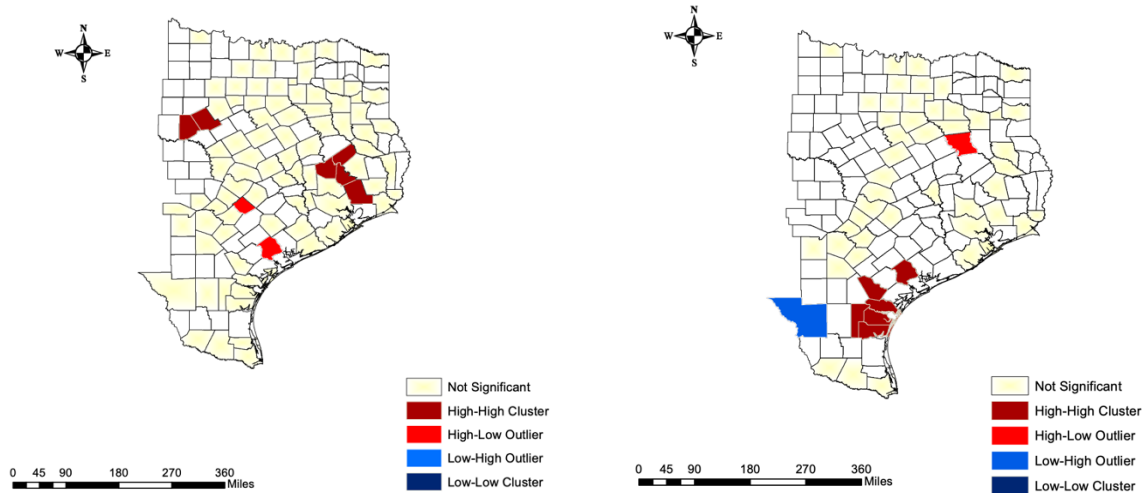 N
W E
S
Not Significant
High-High Cluster
High-Low Outlier
Low-High Outlier
Low-Low Cluster
0 45 90 180 270 360
Miles
N
W E
S
Not Significant
High-High Cluster
High-Low Outlier
Low-High Outlier
Low-Low Cluster
0 45 90 180 270 360
Miles